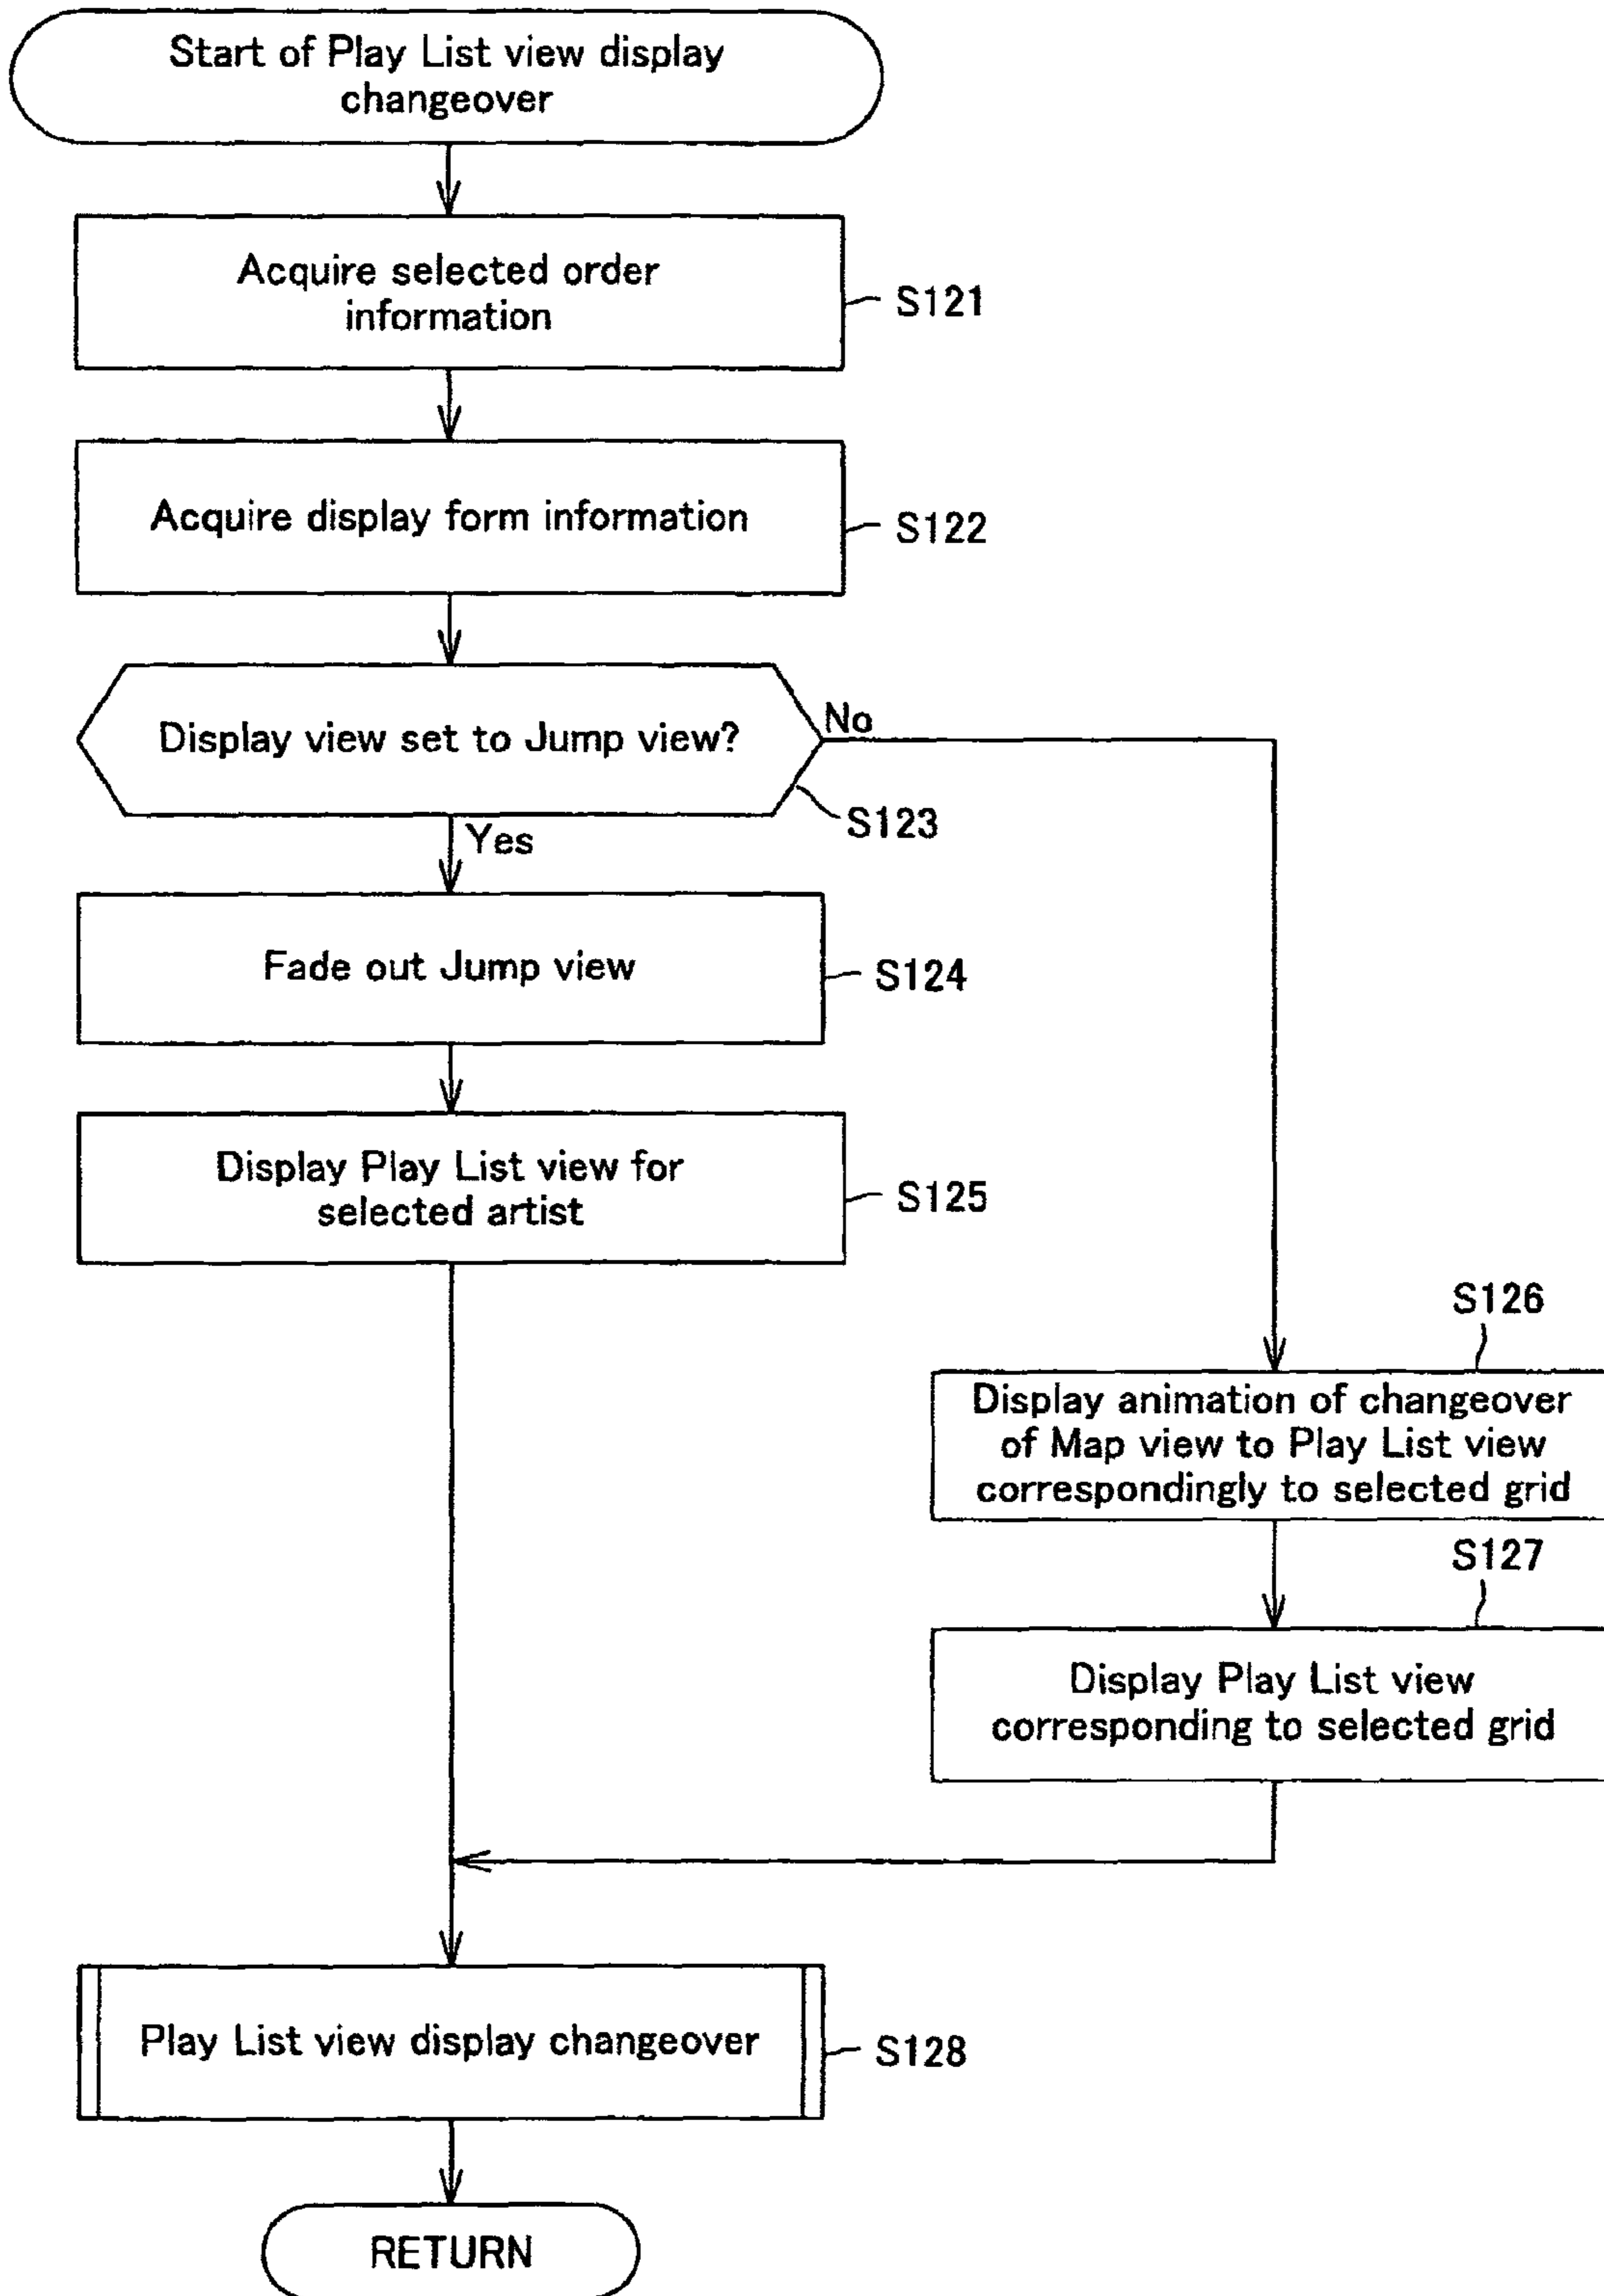 Start of Play List view display
changeover
Acquire selected order
information
S121
Acquire display form information
S122
Display view set to Jump view?
No
S123
Yes
Fade out Jump view
S124
Display Play List view for
selected artist
S125
S126
Display animation of changeover
of Map view to Play List view
correspondingly to selected grid
S127
Display Play List view
corresponding to selected grid
Play List view display changeover
S128
RETURN